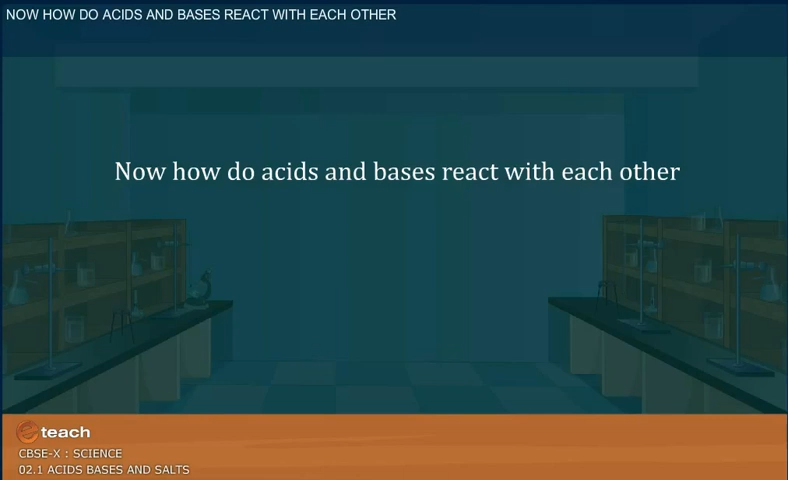 NOW HOW DO ACIDS AND BASES REACT WITH EACH OTHER
Now how do acids and bases react with each other
teach
CBSE-X : SCIENCE
02.1 ACIDS BASES AND SALTS